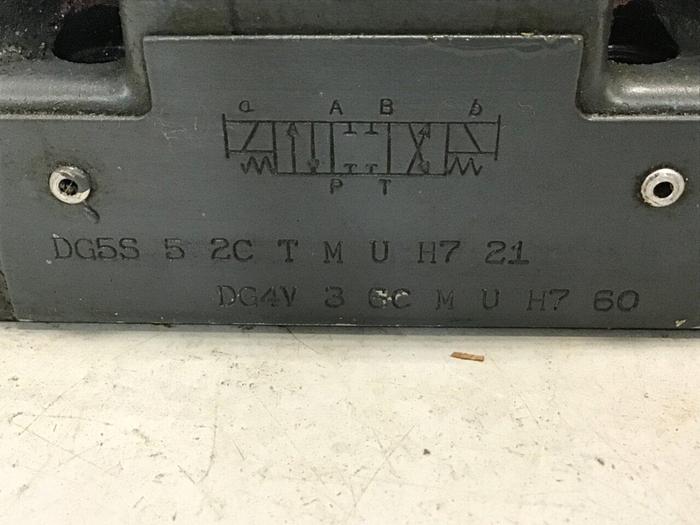 a A B b
P T
DG5S 5 2C T M U H7 21
DG4V 3 6C M U H7 60